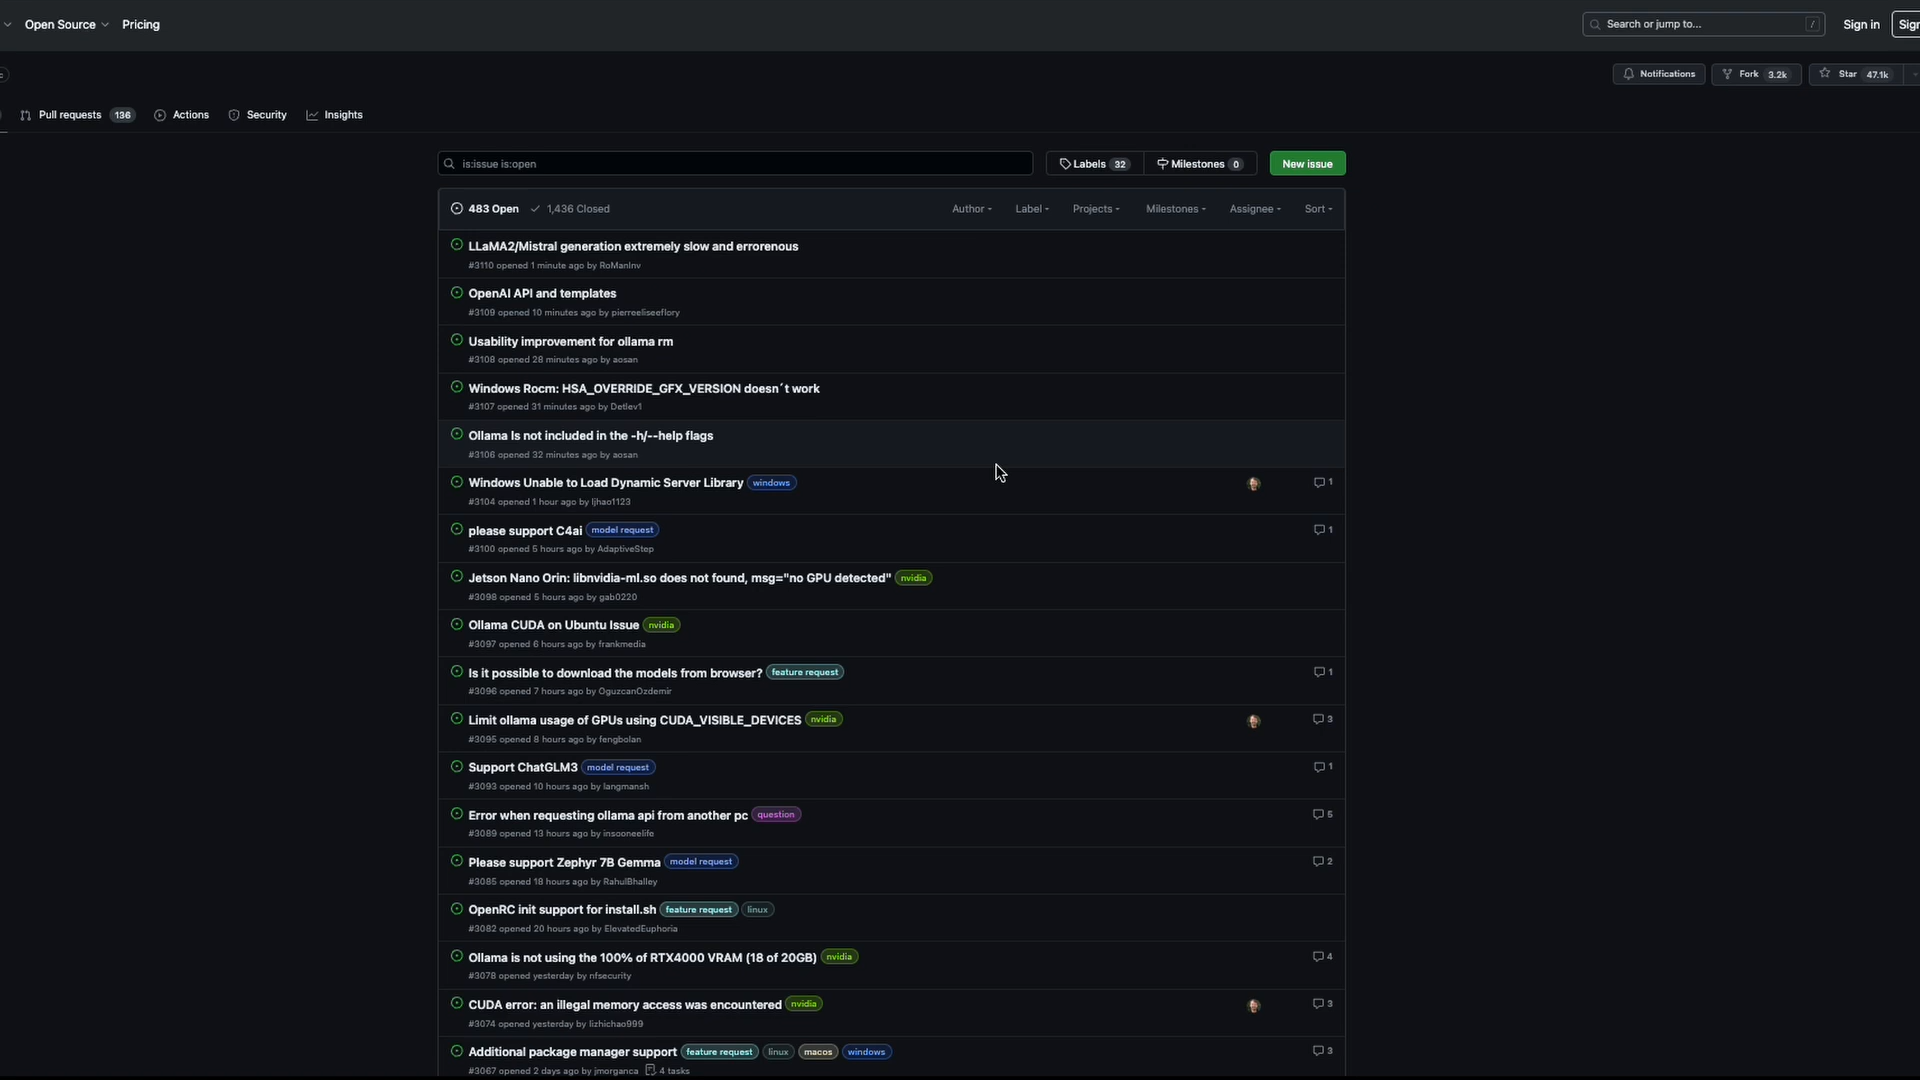 Open Source Pricing Search or jump to... / Sign in Sign
Notifications Fork 3.2k Star 47.1k
Pull requests 136 Actions Security Insights
is:issue is:open Labels 32 Milestones 0 New issue
483 Open 1,436 Closed Author Label Projects Milestones Assignee Sort
LLaMA2/Mistral generation extremely slow and errorenous
#3110 opened 1 minute ago by RoManInv
OpenAI API and templates
#3109 opened 10 minutes ago by pierreeliseeflory
Usability improvement for ollama rm
#3108 opened 28 minutes ago by aosan
Windows Rocm: HSA_OVERRIDE_GFX_VERSION doesn´t work
#3107 opened 31 minutes ago by Detlev1
Ollama Is not included in the -h/--help flags
#3106 opened 32 minutes ago by aosan
Windows Unable to Load Dynamic Server Library windows 1
#3104 opened 1 hour ago by ljhao1123
please support C4ai model request 1
#3100 opened 5 hours ago by AdaptiveStep
Jetson Nano Orin: libnvidia-ml.so does not found, msg="no GPU detected" nvidia
#3098 opened 5 hours ago by gab0220
Ollama CUDA on Ubuntu Issue nvidia
#3097 opened 6 hours ago by frankmedia
Is it possible to download the models from browser? feature request 1
#3096 opened 7 hours ago by OguzcanOzdemir
Limit ollama usage of GPUs using CUDA_VISIBLE_DEVICES nvidia 3
#3095 opened 8 hours ago by fengbolan
Support ChatGLM3 model request 1
#3093 opened 10 hours ago by langmansh
Error when requesting ollama api from another pc question 5
#3089 opened 13 hours ago by insooneelife
Please support Zephyr 7B Gemma model request 2
#3085 opened 18 hours ago by RahulBhalley
OpenRC init support for install.sh feature request linux
#3082 opened 20 hours ago by ElevatedEuphoria
Ollama is not using the 100% of RTX4000 VRAM (18 of 20GB) nvidia 4
#3078 opened yesterday by nfsecurity
CUDA error: an illegal memory access was encountered nvidia 3
#3074 opened yesterday by lizhichao999
Additional package manager support feature request linux macos windows 3
#3067 opened 2 days ago by jmorganca 4 tasks